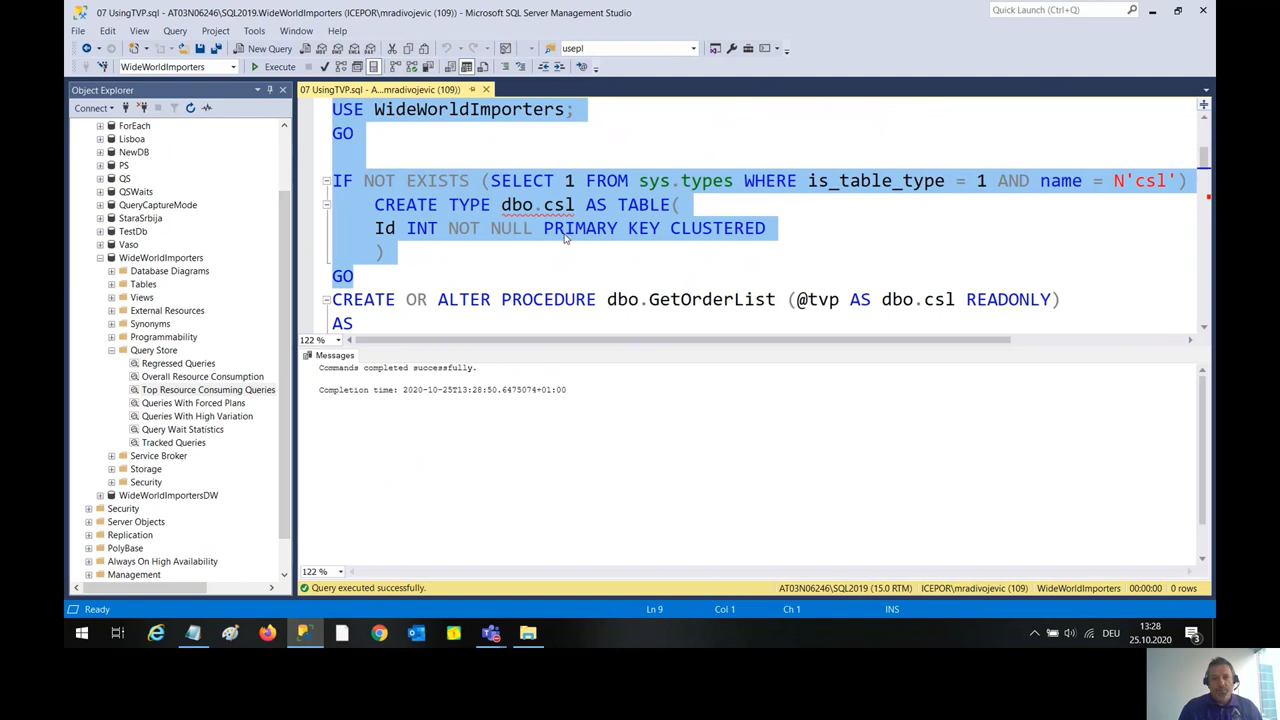 07 UsingTVP.sql - AT03N06246\SQL2019.WideWorldImporters (ICEPOR\mradivojevic (109)) - Microsoft SQL Server Management Studio
Quick Launch (Ctrl+Q)
File Edit View Query Project Tools Window Help
New Query
usepl
WideWorldImporters
Execute
Object Explorer
07 UsingTVP.sql - A...mradivojevic (109))
Connect
ForEach
Lisboa
NewDB
PS
QS
QSWaits
QueryCaptureMode
StaraSrbija
TestDb
Vaso
WideWorldImporters
Database Diagrams
Tables
Views
External Resources
Synonyms
Programmability
Query Store
Regressed Queries
Overall Resource Consumption
Top Resource Consuming Queries
Queries With Forced Plans
Queries With High Variation
Query Wait Statistics
Tracked Queries
Service Broker
Storage
Security
WideWorldImportersDW
Security
Server Objects
Replication
PolyBase
Always On High Availability
Management
USE WideWorldImporters;
GO
IF NOT EXISTS (SELECT 1 FROM sys.types WHERE is_table_type = 1 AND name = N'csl')
CREATE TYPE dbo.csl AS TABLE(
Id INT NOT NULL PRIMARY KEY CLUSTERED
)
GO
CREATE OR ALTER PROCEDURE dbo.GetOrderList (@tvp AS dbo.csl READONLY)
AS
122 %
Messages
Commands completed successfully.
Completion time: 2020-10-25T13:28:50.6475074+01:00
122 %
Query executed successfully.
AT03N06246\SQL2019 (15.0 RTM) ICEPOR\mradivojevic (109) WideWorldImporters 00:00:00 0 rows
Ready
Ln 9 Col 1 Ch 1 INS
DEU
13:28
25.10.2020
3